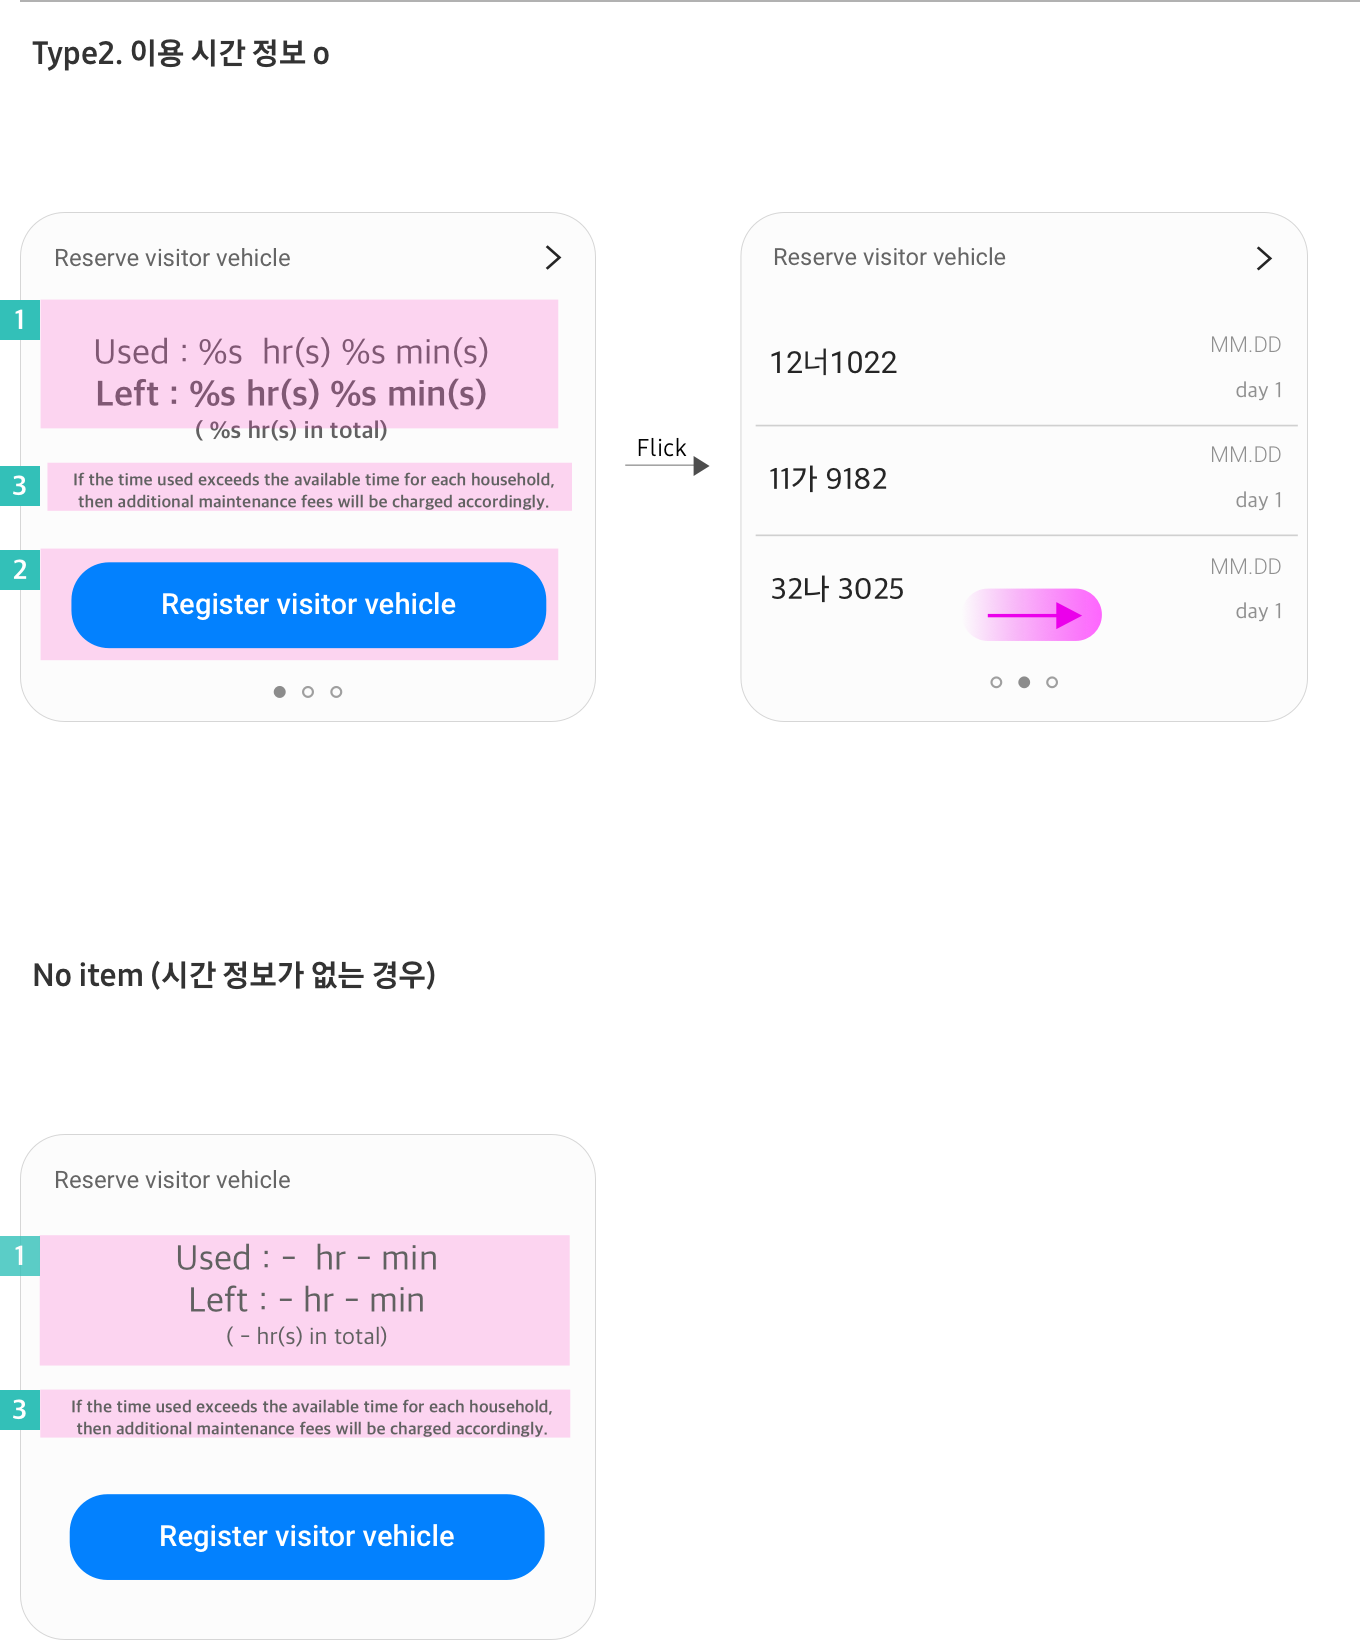 Type2. 이용 시간 정보 o
Reserve visitor vehicle
1
Used : %s  hr(s) %s min(s)
Left : %s hr(s) %s min(s)
( %s hr(s) in total)
3
If the time used exceeds the available time for each household,
then additional maintenance fees will be charged accordingly.
2
Register visitor vehicle
Flick
Reserve visitor vehicle
12너1022
MM.DD
day 1
11가 9182
MM.DD
day 1
32나 3025
MM.DD
day 1
No item (시간 정보가 없는 경우)
Reserve visitor vehicle
1
Used : -  hr - min
Left : - hr - min
( - hr(s) in total)
3
If the time used exceeds the available time for each household,
then additional maintenance fees will be charged accordingly.
Register visitor vehicle